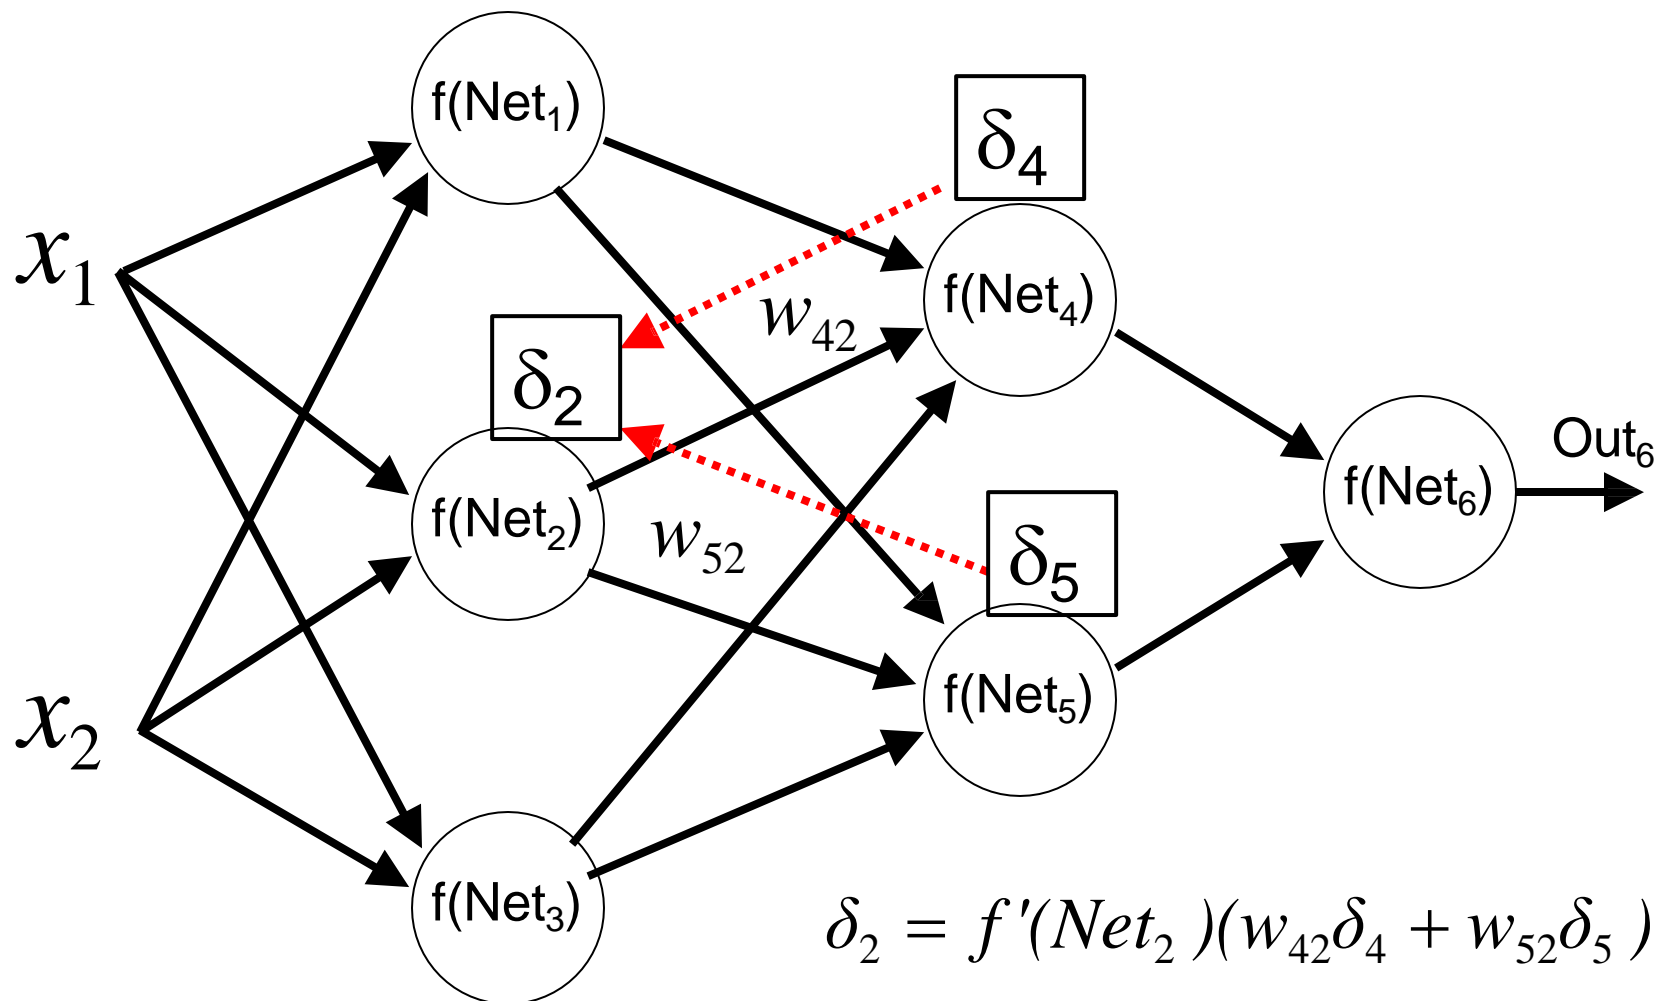 f(Net₁)
δ₄
x₁
f(Net₄)
w₄₂
δ₂
Out₆
f(Net₆)
f(Net₂)
w₅₂
δ₅
f(Net₅)
x₂
f(Net₃)
δ₂ = f'(Net₂)(w₄₂δ₄ + w₅₂δ₅)